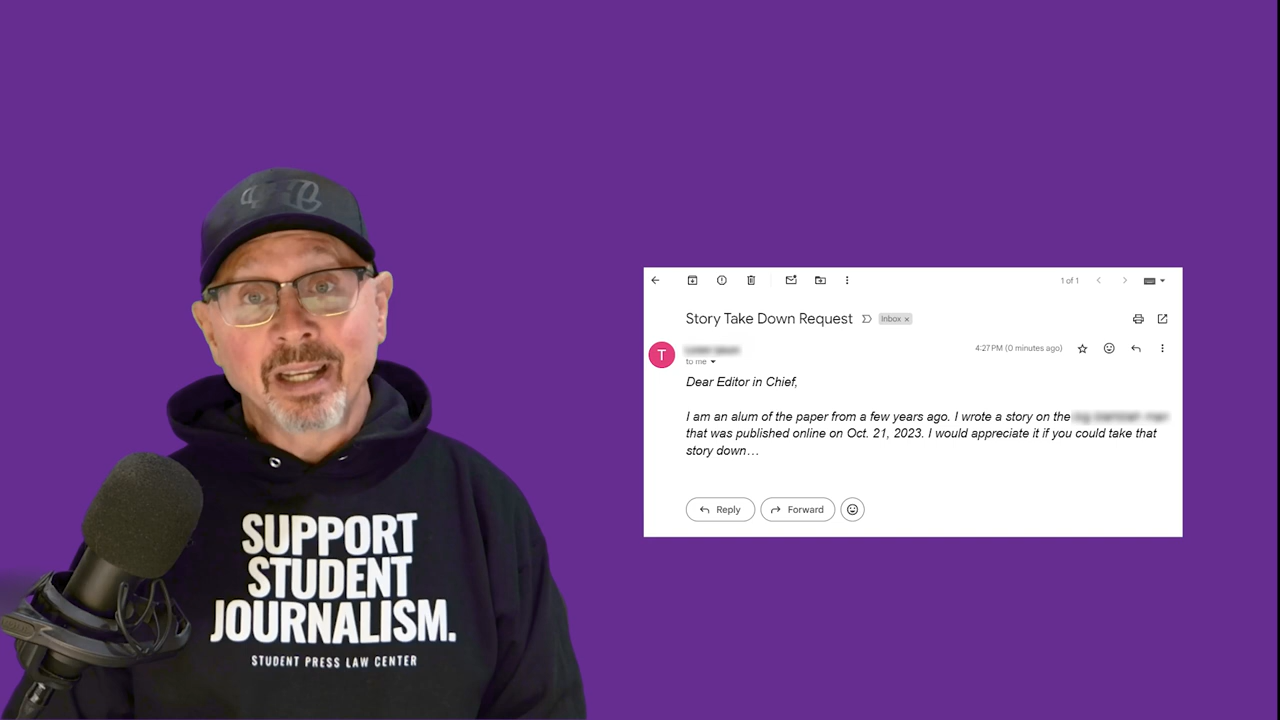 SUPPORT
STUDENT
JOURNALISM.
STUDENT PRESS LAW CENTER
1 of 1
Story Take Down Request
Inbox ×
T
4:27 PM (0 minutes ago)
to me
Dear Editor in Chief,
I am an alum of the paper from a few years ago. I wrote a story on the
that was published online on Oct. 21, 2023. I would appreciate it if you could take that
story down…
Reply
Forward